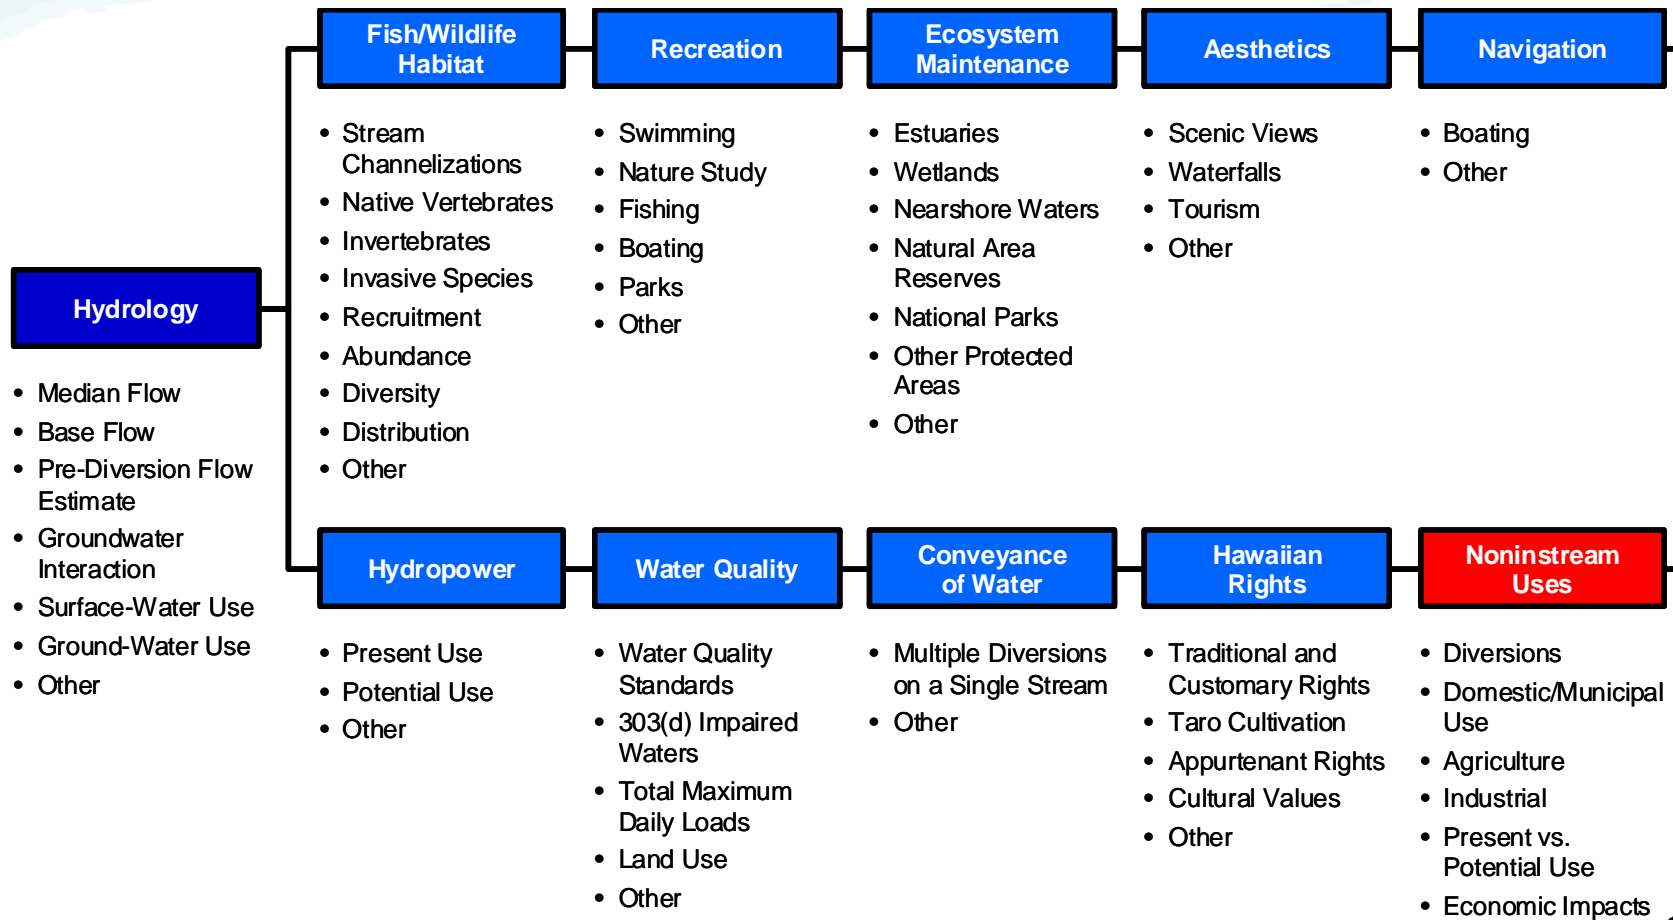 Fish/Wildlife
Habitat
Recreation
Ecosystem
Maintenance
Aesthetics
Navigation
• Stream
Channelizations
• Native Vertebrates
• Invertebrates
• Invasive Species
• Recruitment
• Abundance
• Diversity
• Distribution
• Other
• Swimming
• Nature Study
• Fishing
• Boating
• Parks
• Other
• Estuaries
• Wetlands
• Nearshore Waters
• Natural Area
Reserves
• National Parks
• Other Protected
Areas
• Other
• Scenic Views
• Waterfalls
• Tourism
• Other
• Boating
• Other
Hydrology
• Median Flow
• Base Flow
• Pre-Diversion Flow
Estimate
• Groundwater
Interaction
• Surface-Water Use
• Ground-Water Use
• Other
Hydropower
Water Quality
Conveyance
of Water
Hawaiian
Rights
Noninstream
Uses
• Present Use
• Potential Use
• Other
• Water Quality
Standards
• 303(d) Impaired
Waters
• Total Maximum
Daily Loads
• Land Use
• Other
• Multiple Diversions
on a Single Stream
• Other
• Traditional and
Customary Rights
• Taro Cultivation
• Appurtenant Rights
• Cultural Values
• Other
• Diversions
• Domestic/Municipal
Use
• Agriculture
• Industrial
• Present vs.
Potential Use
• Economic Impacts